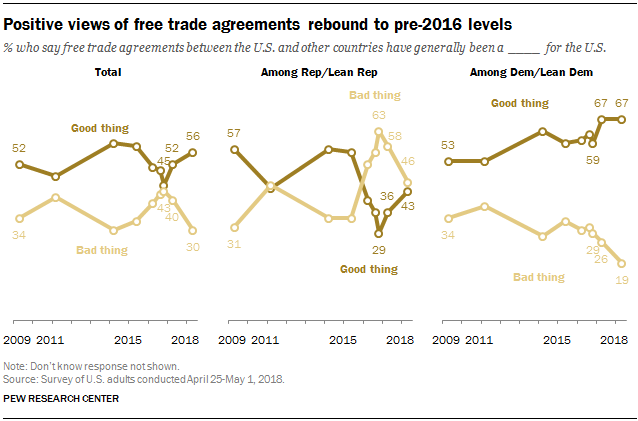 Positive views of free trade agreements rebound to pre-2016 levels
% who say free trade agreements between the U.S. and other countries have generally been a ____ for the U.S.
Total
Good thing
52
45
52
56
34
43
40
30
Bad thing
2009 2011 2015 2018
Among Rep/Lean Rep
Bad thing
57
63
58
46
36
43
31
29
Good thing
2009 2011 2015 2018
Among Dem/Lean Dem
Good thing
67 67
53
59
34
29
26
19
Bad thing
2009 2011 2015 2018
Note: Don't know response not shown.
Source: Survey of U.S. adults conducted April 25-May 1, 2018.
PEW RESEARCH CENTER